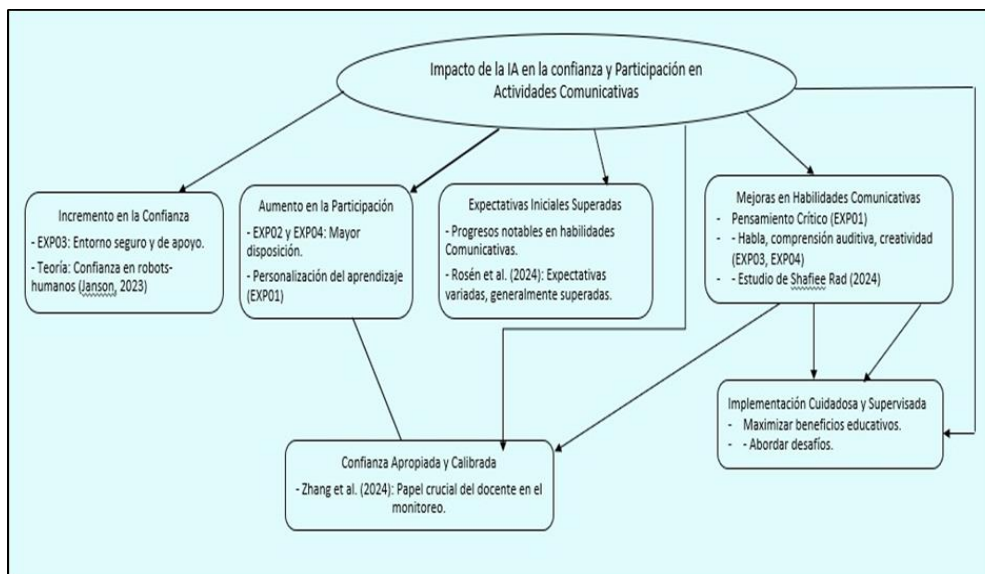 Impacto de la IA en la confianza y Participación en
Actividades Comunicativas
Incremento en la Confianza
- EXP03: Entorno seguro y de apoyo.
- Teoría: Confianza en robots-
humanos (Janson, 2023)
Aumento en la Participación
- EXP02 y EXP04: Mayor
disposición.
- Personalización del aprendizaje
(EXP01)
Expectativas Iniciales Superadas
- Progresos notables en habilidades
Comunicativas.
- Rosén et al. (2024): Expectativas
variadas, generalmente superadas.
Mejoras en Habilidades Comunicativas
- Pensamiento Crítico (EXP01)
- - Habla, comprensión auditiva, creatividad
(EXP03, EXP04)
- - Estudio de Shafiee Rad (2024)
Implementación Cuidadosa y Supervisada
- Maximizar beneficios educativos.
- - Abordar desafíos.
Confianza Apropiada y Calibrada
- Zhang et al. (2024): Papel crucial del docente en el
monitoreo.